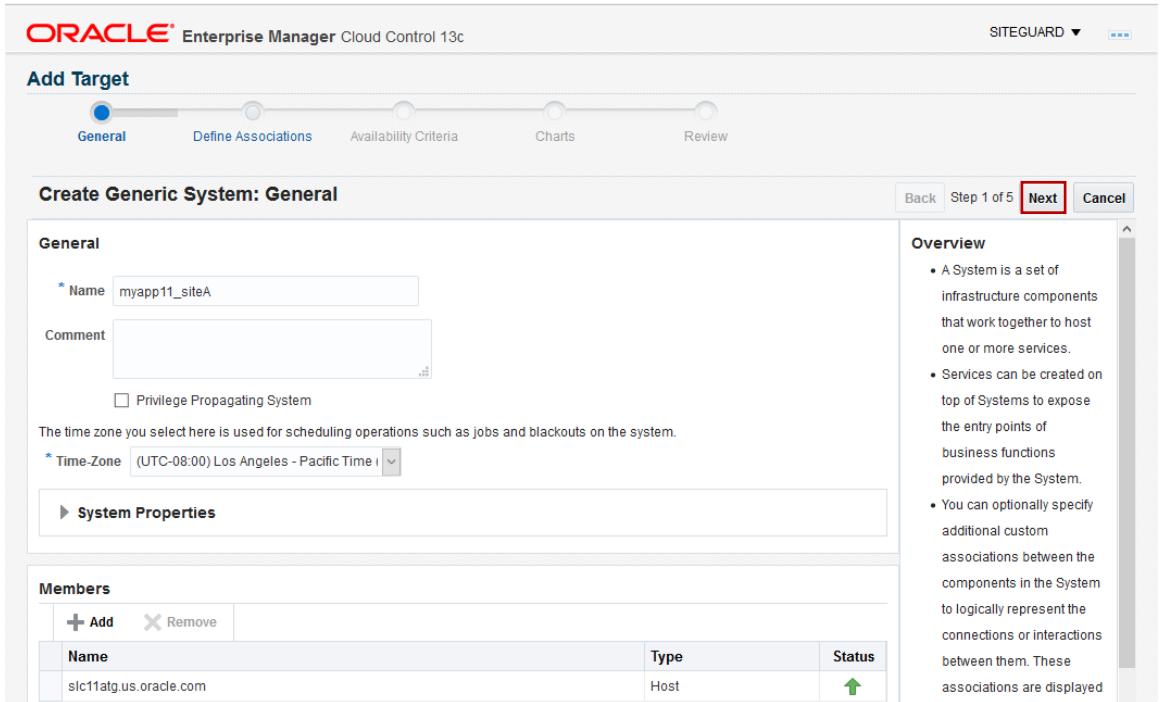 ORACLE Enterprise Manager Cloud Control 13c
SITEGUARD
Add Target
General Define Associations Availability Criteria Charts Review
Create Generic System: General
Back Step 1 of 5 Next Cancel
General
* Name myapp11_siteA
Comment
Privilege Propagating System
The time zone you select here is used for scheduling operations such as jobs and blackouts on the system.
* Time-Zone (UTC-08:00) Los Angeles - Pacific Time (
System Properties
Members
Add Remove
Name Type Status
slc11atg.us.oracle.com Host
Overview
• A System is a set of
infrastructure components
that work together to host
one or more services.
• Services can be created on
top of Systems to expose
the entry points of
business functions
provided by the System.
• You can optionally specify
additional custom
associations between the
components in the System
to logically represent the
connections or interactions
between them. These
associations are displayed